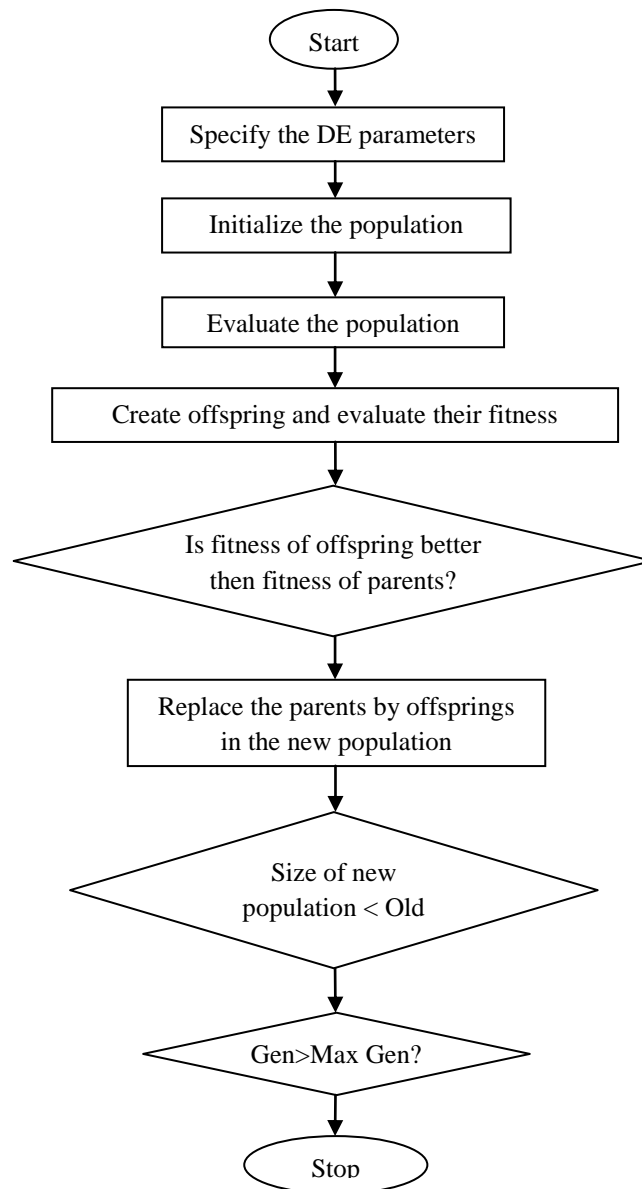 Start
Specify the DE parameters
Initialize the population
Evaluate the population
Create offspring and evaluate their fitness
Is fitness of offspring better
then fitness of parents?
Replace the parents by offsprings
in the new population
Size of new
population < Old
Gen>Max Gen?
Stop